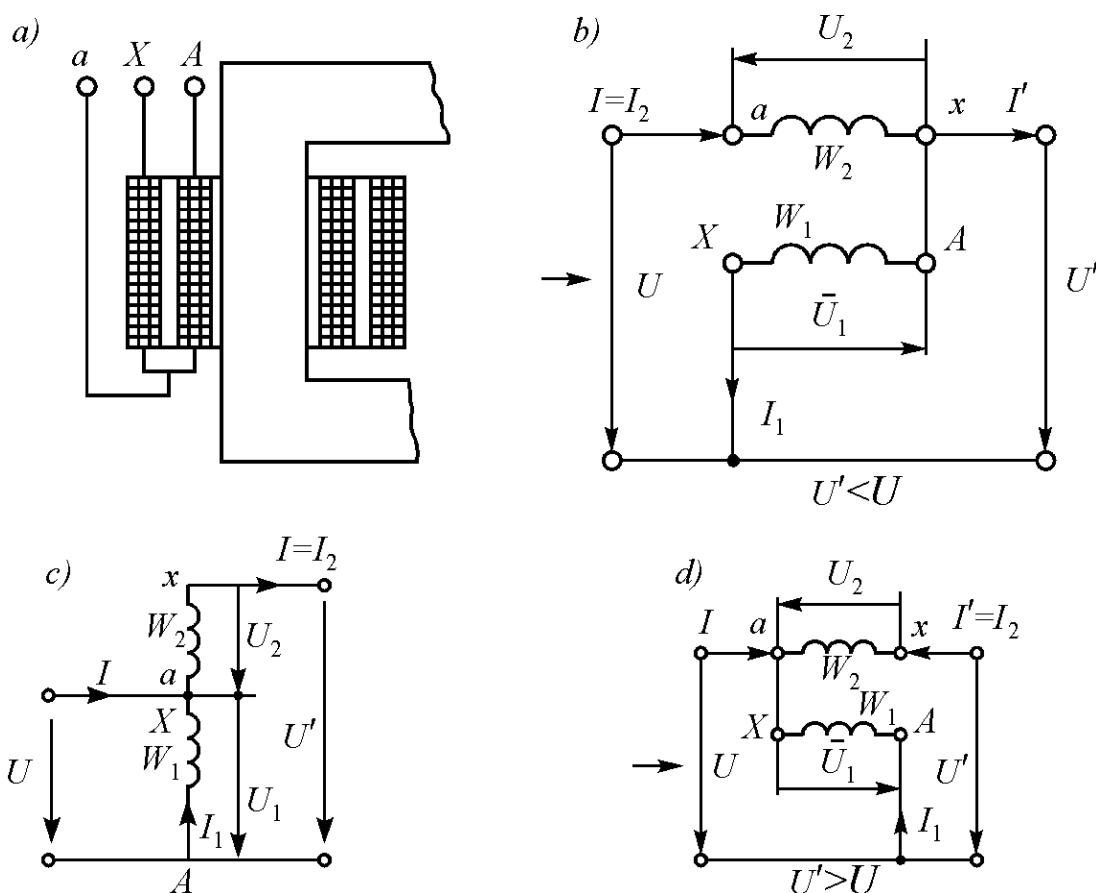 a)
a X A
b)
U₂
I=I₂ a x I'
W₂
W₁
X A
U U'
Ū₁
I₁
U'<U
c)
x I=I₂
W₂ U₂
I a
X
W₁ U'
U U₁
I₁
A
d)
U₂
I a x I'=I₂
W₂
W₁
X A
U Ū₁ U'
I₁
U'>U